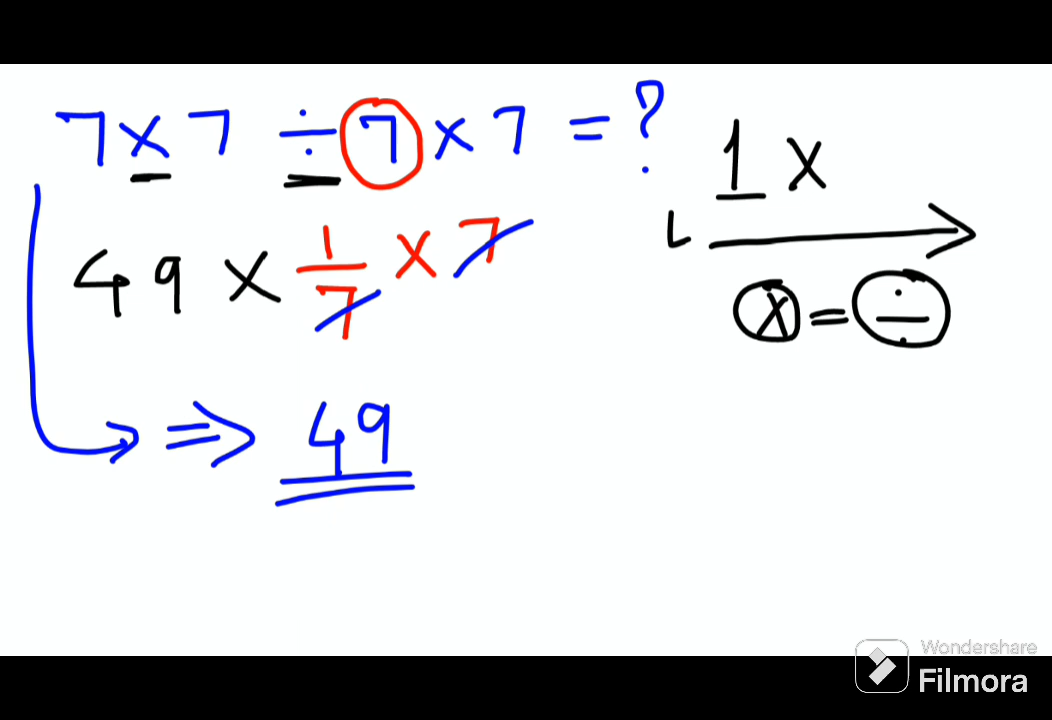 7 × 7 ÷ 7 × 7 = ?
49 × 1/7 × 7
⇒ 49
1 ×
L →
× = ÷
Wondershare
Filmora